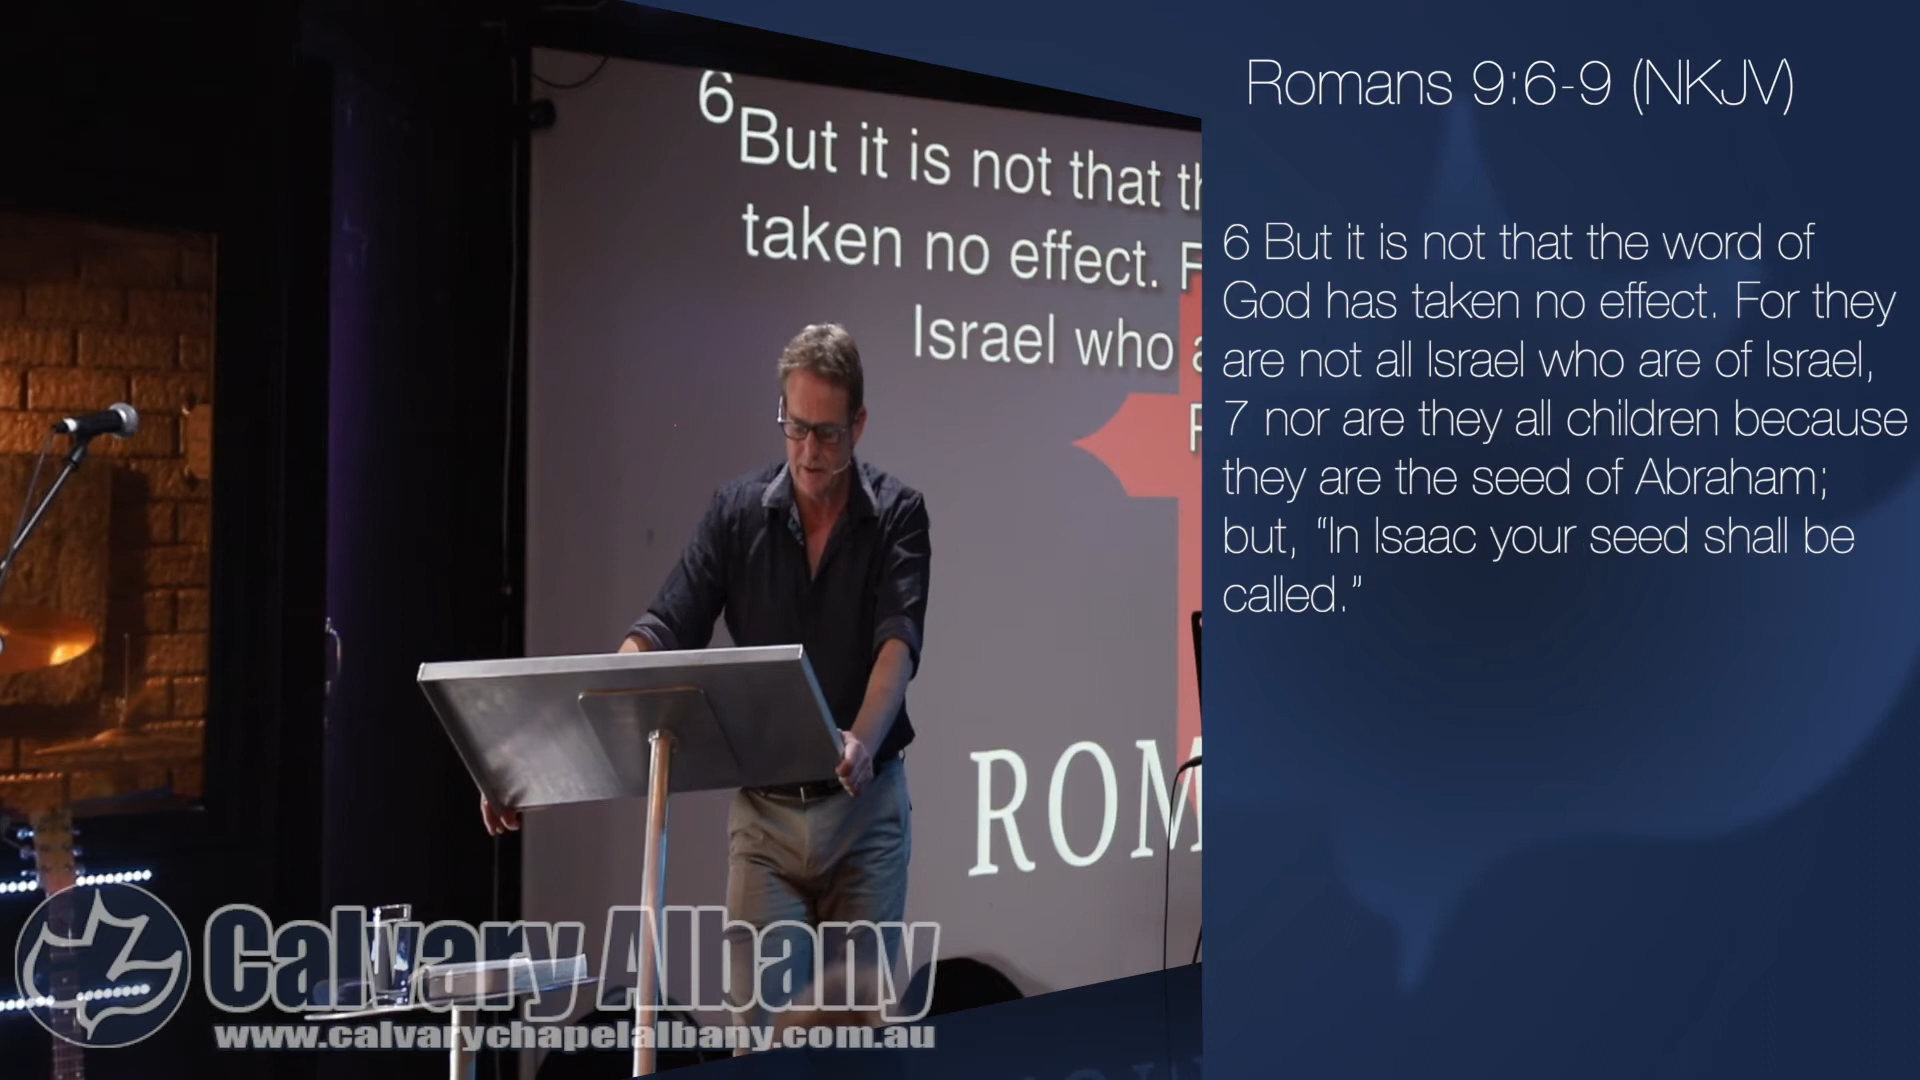 6 But it is not that
taken no effect.
Israel who
ROM
Romans 9:6-9 (NKJV)
6 But it is not that the word of
God has taken no effect. For they
are not all Israel who are of Israel,
7 nor are they all children because
they are the seed of Abraham;
but, “In Isaac your seed shall be
called.”
Calvary Albany
www.calvarychapelalbany.com.au